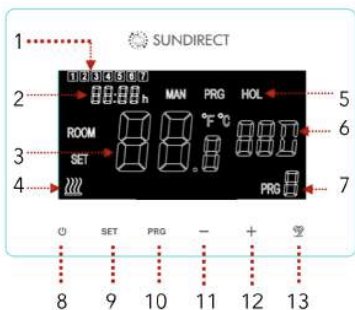 1
SUNDIRECT
1 2 3 4 5 6 7
2 88:88 h MAN PRG HOL 5
ROOM 88.8 °F °C 88D 6
3 SET
4 PRG 8 7
SET PRG − +
8 9 10 11 12 13